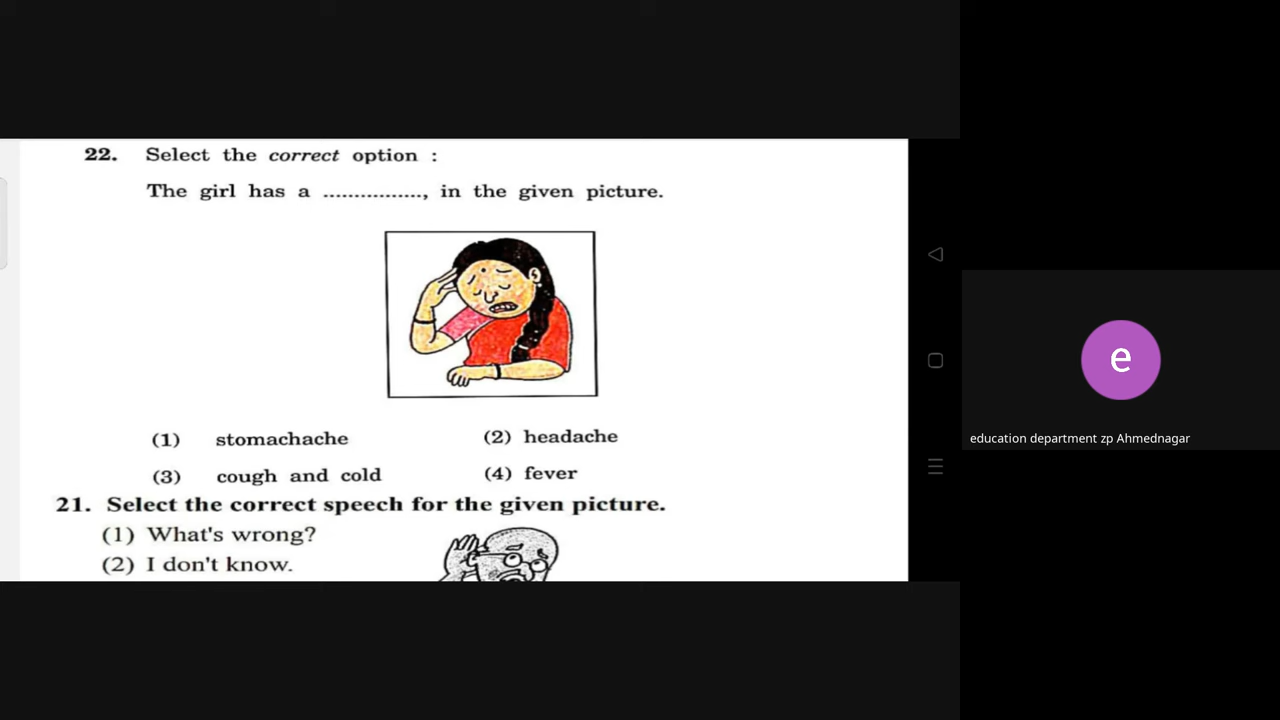 22. Select the correct option :
The girl has a ................, in the given picture.
(1) stomachache (2) headache
(3) cough and cold (4) fever
21. Select the correct speech for the given picture.
(1) What's wrong?
(2) I don't know.
e
education department zp Ahmednagar